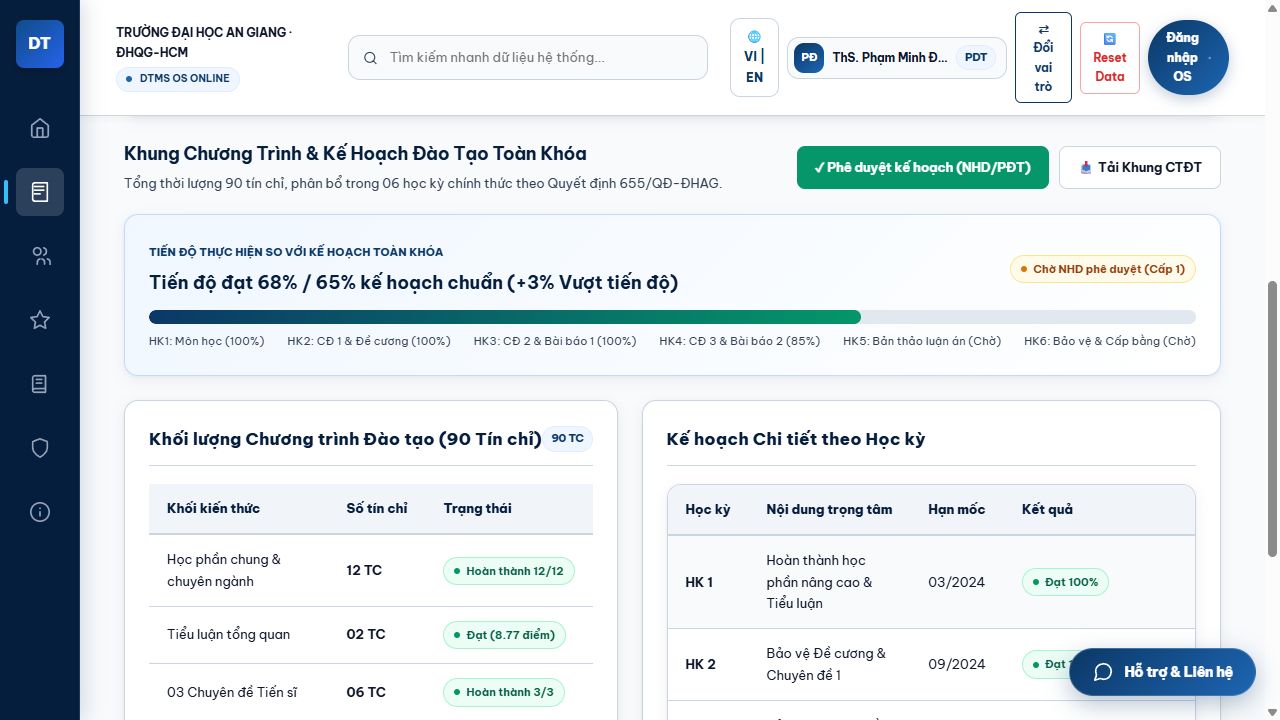 DT
TRƯỜNG ĐẠI HỌC AN GIANG ·
ĐHQG-HCM
DTMS OS ONLINE
Tìm kiếm nhanh dữ liệu hệ thống...
VI |
EN
PĐ ThS. Phạm Minh Đ... PDT
Đổi
vai
trò
Reset
Data
Đăng
nhập ·
OS
Khung Chương Trình & Kế Hoạch Đào Tạo Toàn Khóa
Tổng thời lượng 90 tín chỉ, phân bổ trong 06 học kỳ chính thức theo Quyết định 655/QĐ-ĐHAG.
✓ Phê duyệt kế hoạch (NHD/PĐT)
Tải Khung CTĐT
TIẾN ĐỘ THỰC HIỆN SO VỚI KẾ HOẠCH TOÀN KHÓA
Tiến độ đạt 68% / 65% kế hoạch chuẩn (+3% Vượt tiến độ)
Chờ NHD phê duyệt (Cấp 1)
HK1: Môn học (100%) HK2: CĐ 1 & Đề cương (100%) HK3: CĐ 2 & Bài báo 1 (100%) HK4: CĐ 3 & Bài báo 2 (85%) HK5: Bản thảo luận án (Chờ) HK6: Bảo vệ & Cấp bằng (Chờ)
Khối lượng Chương trình Đào tạo (90 Tín chỉ) 90 TC
Khối kiến thức Số tín chỉ Trạng thái
Học phần chung &
chuyên ngành
12 TC Hoàn thành 12/12
Tiểu luận tổng quan 02 TC Đạt (8.77 điểm)
03 Chuyên đề Tiến sĩ 06 TC Hoàn thành 3/3
Kế hoạch Chi tiết theo Học kỳ
Học kỳ Nội dung trọng tâm Hạn mốc Kết quả
HK 1
Hoàn thành học
phần nâng cao &
Tiểu luận
03/2024 Đạt 100%
HK 2
Bảo vệ Đề cương &
Chuyên đề 1
09/2024 Đạt
Hỗ trợ & Liên hệ